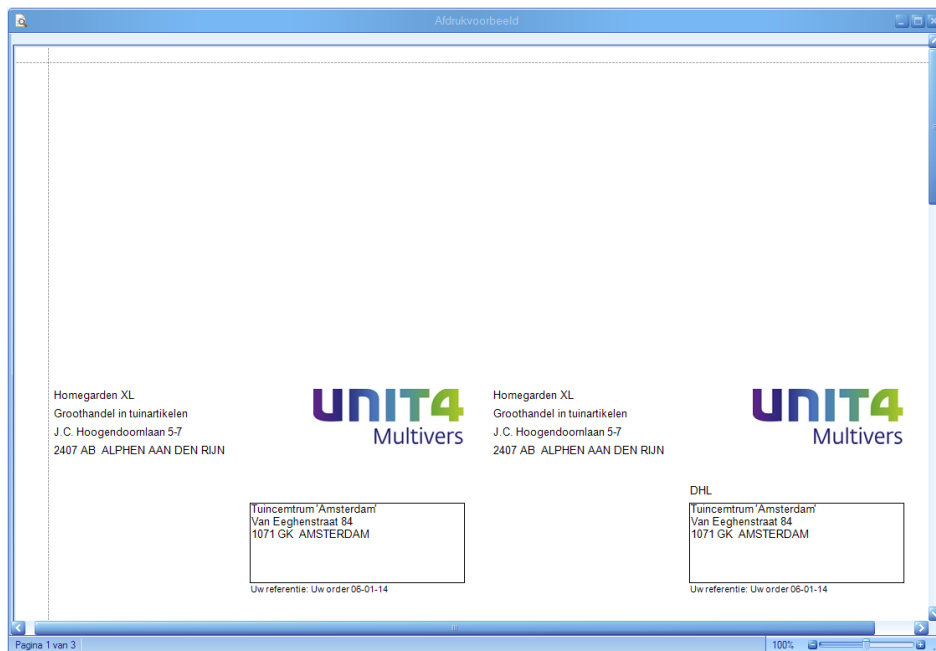 Afdrukvoorbeeld
Homegarden XL
Groothandel in tuinartikelen
J.C. Hoogendoornlaan 5-7
2407 AB ALPHEN AAN DEN RIJN
UNIT4
Multivers
Homegarden XL
Groothandel in tuinartikelen
J.C. Hoogendoornlaan 5-7
2407 AB ALPHEN AAN DEN RIJN
UNIT4
Multivers
Tuincemtrum 'Amsterdam'
Van Eeghenstraat 84
1071 GK AMSTERDAM
Uw referentie: Uw order 06-01-14
DHL
Tuincemtrum 'Amsterdam'
Van Eeghenstraat 84
1071 GK AMSTERDAM
Uw referentie: Uw order 06-01-14
Pagina 1 van 3
100%